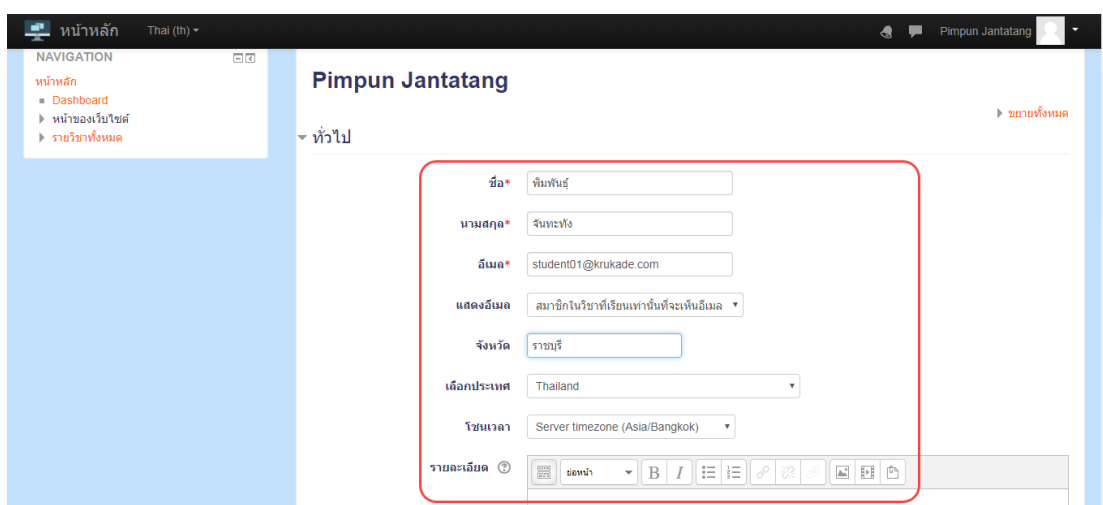 หน้าหลัก Thai (th) Pimpun Jantatang
NAVIGATION
หน้าหลัก
Dashboard
หน้าของเว็บไซต์
รายวิชาทั้งหมด
Pimpun Jantatang
ขยายทั้งหมด
ทั่วไป
ชื่อ* พิมพันธุ์
นามสกุล* จันทะทัง
อีเมล* student01@krukade.com
แสดงอีเมล สมาชิกในวิชาที่เรียนเท่านั้นที่จะเห็นอีเมล
จังหวัด ราชบุรี
เลือกประเทศ Thailand
โซนเวลา Server timezone (Asia/Bangkok)
รายละเอียด ย่อหน้า B I